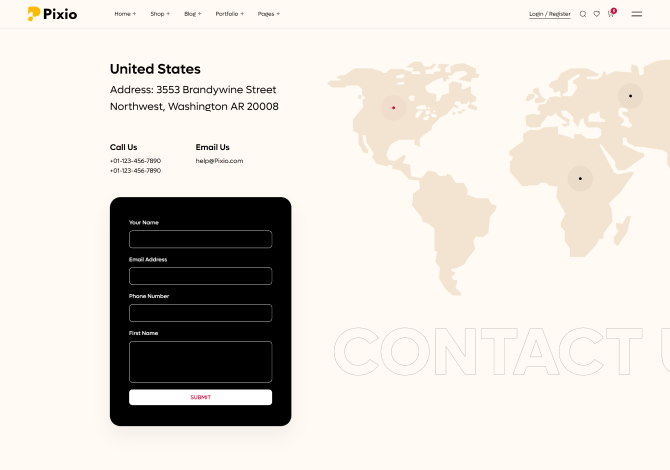 Pixio
Home + Shop + Blog + Portfolio + Pages +
Login / Register
United States
Address: 3553 Brandywine Street
Northwest, Washington AR 20008
Call Us
+01-123-456-7890
+01-123-456-7890
Email Us
help@Pixio.com
Your Name
Email Address
Phone Number
First Name
SUBMIT
CONTACT